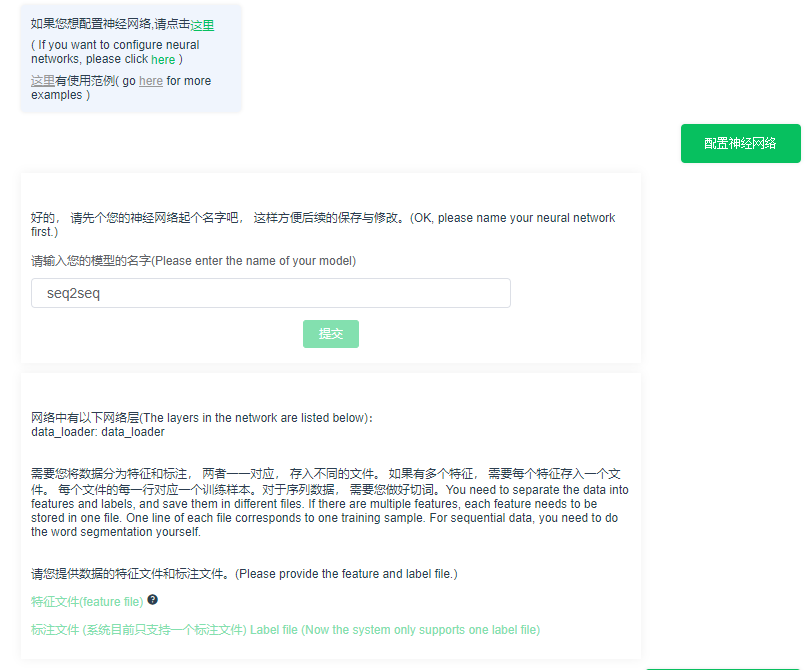 如果您想配置神经网络,请点击这里
( If you want to configure neural
networks, please click here )
这里有使用范例( go here for more
examples )
配置神经网络
好的， 请先个您的神经网络起个名字吧， 这样方便后续的保存与修改。(OK, please name your neural network
first.)
请输入您的模型的名字(Please enter the name of your model)
seq2seq
提交
网络中有以下网络层(The layers in the network are listed below)：
data_loader: data_loader
需要您将数据分为特征和标注， 两者一一对应， 存入不同的文件。 如果有多个特征， 需要每个特征存入一个文
件。 每个文件的每一行对应一个训练样本。对于序列数据， 需要您做好切词。You need to separate the data into
features and labels, and save them in different files. If there are multiple features, each feature needs to be
stored in one file. One line of each file corresponds to one training sample. For sequential data, you need to do
the word segmentation yourself.
请您提供数据的特征文件和标注文件。(Please provide the feature and label file.)
特征文件(feature file) ?
标注文件 (系统目前只支持一个标注文件) Label file (Now the system only supports one label file)